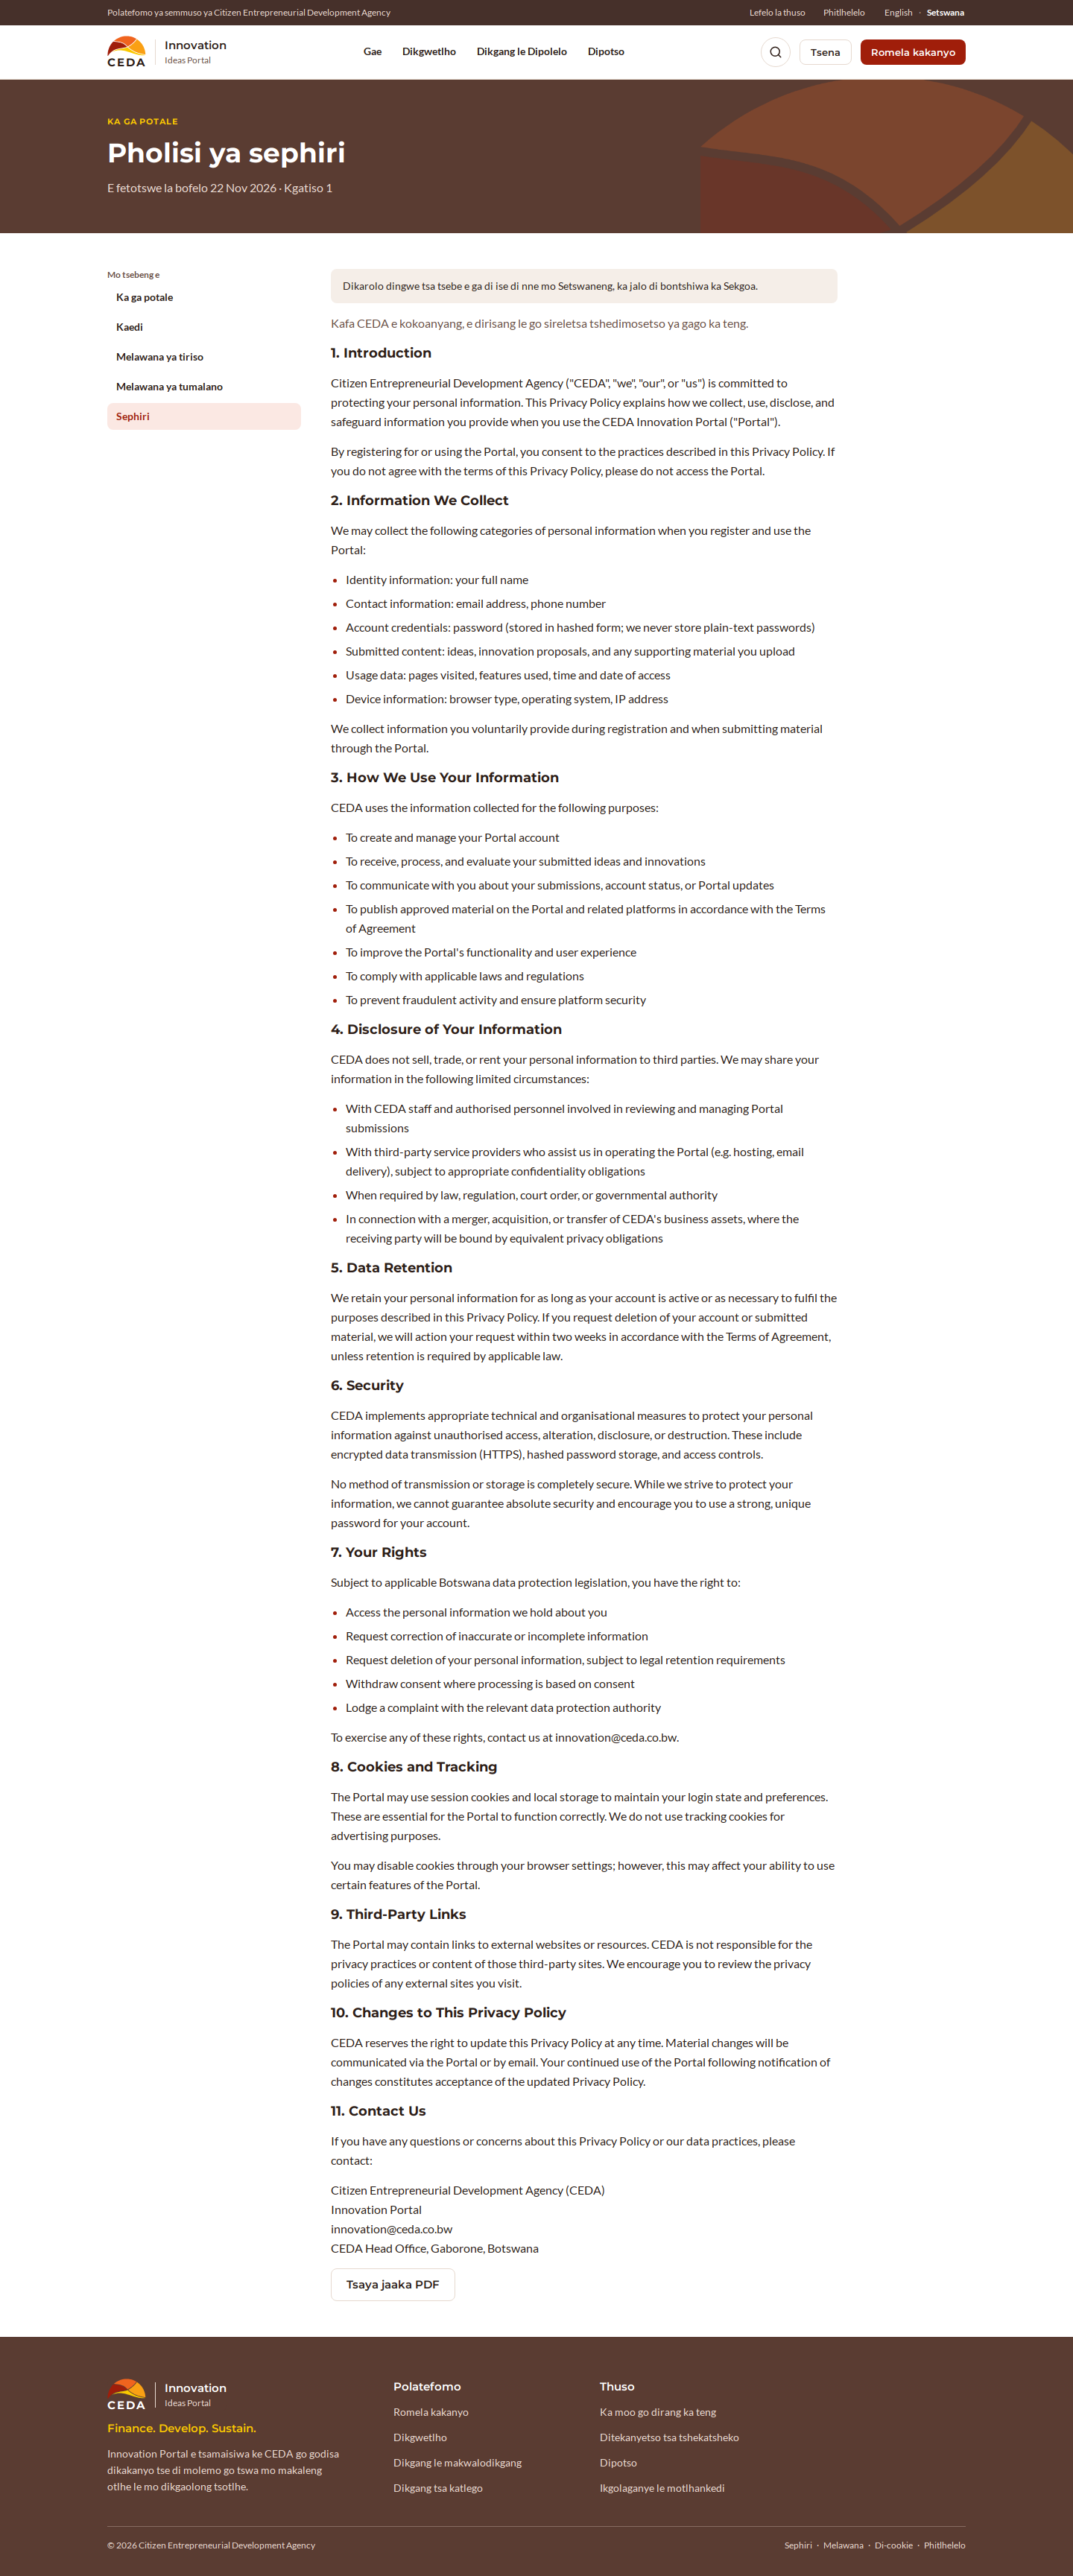 Polatefomo ya semmuso ya Citizen Entrepreneurial Development Agency
Lefelo la thuso Phitlhelelo English · Setswana
CEDA Innovation
Ideas Portal
Gae Dikgwetlho Dikgang le Dipolelo Dipotso
Tsena Romela kakanyo
KA GA POTALE
Pholisi ya sephiri
E fetotswe la bofelo 22 Nov 2026 · Kgatiso 1
Mo tsebeng e
Ka ga potale
Kaedi
Melawana ya tiriso
Melawana ya tumalano
Sephiri
Dikarolo dingwe tsa tsebe e ga di ise di nne mo Setswaneng, ka jalo di bontshiwa ka Sekgoa.
Kafa CEDA e kokoanyang, e dirisang le go sireletsa tshedimosetso ya gago ka teng.
1. Introduction
Citizen Entrepreneurial Development Agency ("CEDA", "we", "our", or "us") is committed to
protecting your personal information. This Privacy Policy explains how we collect, use, disclose, and
safeguard information you provide when you use the CEDA Innovation Portal ("Portal").
By registering for or using the Portal, you consent to the practices described in this Privacy Policy. If
you do not agree with the terms of this Privacy Policy, please do not access the Portal.
2. Information We Collect
We may collect the following categories of personal information when you register and use the
Portal:
• Identity information: your full name
• Contact information: email address, phone number
• Account credentials: password (stored in hashed form; we never store plain-text passwords)
• Submitted content: ideas, innovation proposals, and any supporting material you upload
• Usage data: pages visited, features used, time and date of access
• Device information: browser type, operating system, IP address
We collect information you voluntarily provide during registration and when submitting material
through the Portal.
3. How We Use Your Information
CEDA uses the information collected for the following purposes:
• To create and manage your Portal account
• To receive, process, and evaluate your submitted ideas and innovations
• To communicate with you about your submissions, account status, or Portal updates
• To publish approved material on the Portal and related platforms in accordance with the Terms
of Agreement
• To improve the Portal's functionality and user experience
• To comply with applicable laws and regulations
• To prevent fraudulent activity and ensure platform security
4. Disclosure of Your Information
CEDA does not sell, trade, or rent your personal information to third parties. We may share your
information in the following limited circumstances:
• With CEDA staff and authorised personnel involved in reviewing and managing Portal
submissions
• With third-party service providers who assist us in operating the Portal (e.g. hosting, email
delivery), subject to appropriate confidentiality obligations
• When required by law, regulation, court order, or governmental authority
• In connection with a merger, acquisition, or transfer of CEDA's business assets, where the
receiving party will be bound by equivalent privacy obligations
5. Data Retention
We retain your personal information for as long as your account is active or as necessary to fulfil the
purposes described in this Privacy Policy. If you request deletion of your account or submitted
material, we will action your request within two weeks in accordance with the Terms of Agreement,
unless retention is required by applicable law.
6. Security
CEDA implements appropriate technical and organisational measures to protect your personal
information against unauthorised access, alteration, disclosure, or destruction. These include
encrypted data transmission (HTTPS), hashed password storage, and access controls.
No method of transmission or storage is completely secure. While we strive to protect your
information, we cannot guarantee absolute security and encourage you to use a strong, unique
password for your account.
7. Your Rights
Subject to applicable Botswana data protection legislation, you have the right to:
• Access the personal information we hold about you
• Request correction of inaccurate or incomplete information
• Request deletion of your personal information, subject to legal retention requirements
• Withdraw consent where processing is based on consent
• Lodge a complaint with the relevant data protection authority
To exercise any of these rights, contact us at innovation@ceda.co.bw.
8. Cookies and Tracking
The Portal may use session cookies and local storage to maintain your login state and preferences.
These are essential for the Portal to function correctly. We do not use tracking cookies for
advertising purposes.
You may disable cookies through your browser settings; however, this may affect your ability to use
certain features of the Portal.
9. Third-Party Links
The Portal may contain links to external websites or resources. CEDA is not responsible for the
privacy practices or content of those third-party sites. We encourage you to review the privacy
policies of any external sites you visit.
10. Changes to This Privacy Policy
CEDA reserves the right to update this Privacy Policy at any time. Material changes will be
communicated via the Portal or by email. Your continued use of the Portal following notification of
changes constitutes acceptance of the updated Privacy Policy.
11. Contact Us
If you have any questions or concerns about this Privacy Policy or our data practices, please
contact:
Citizen Entrepreneurial Development Agency (CEDA)
Innovation Portal
innovation@ceda.co.bw
CEDA Head Office, Gaborone, Botswana
Tsaya jaaka PDF
CEDA Innovation
Ideas Portal
Finance. Develop. Sustain.
Innovation Portal e tsamaisiwa ke CEDA go godisa
dikakanyo tse di molemo go tswa mo makaleng
otlhe le mo dikgaolong tsotlhe.
Polatefomo
Romela kakanyo
Dikgwetlho
Dikgang le makwalodikgang
Dikgang tsa katlego
Thuso
Ka moo go dirang ka teng
Ditekanyetso tsa tshekatsheko
Dipotso
Ikgolaganye le motlhankedi
© 2026 Citizen Entrepreneurial Development Agency
Sephiri · Melawana · Di-cookie · Phitlhelelo